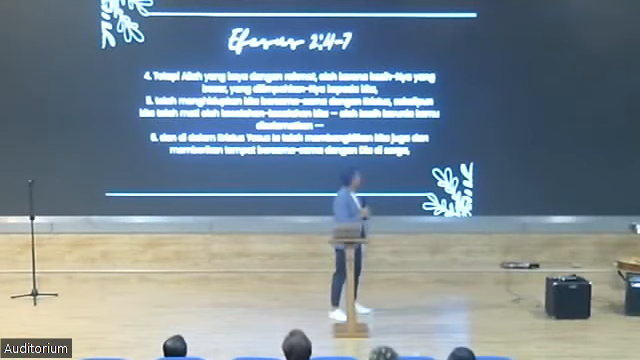 Efesus 2:4-7
4. Tetapi Allah yang kaya dengan rahmat, oleh karena kasih-Nya yang
besar, yang dilimpahkan-Nya kepada kita,
5. telah menghidupkan kita bersama-sama dengan Kristus, sekalipun
kita telah mati oleh kesalahan-kesalahan kita — oleh kasih karunia kamu
diselamatkan —
6. dan di dalam Kristus Yesus Ia telah membangkitkan kita juga dan
memberikan tempat bersama-sama dengan Dia di sorga,
Auditorium